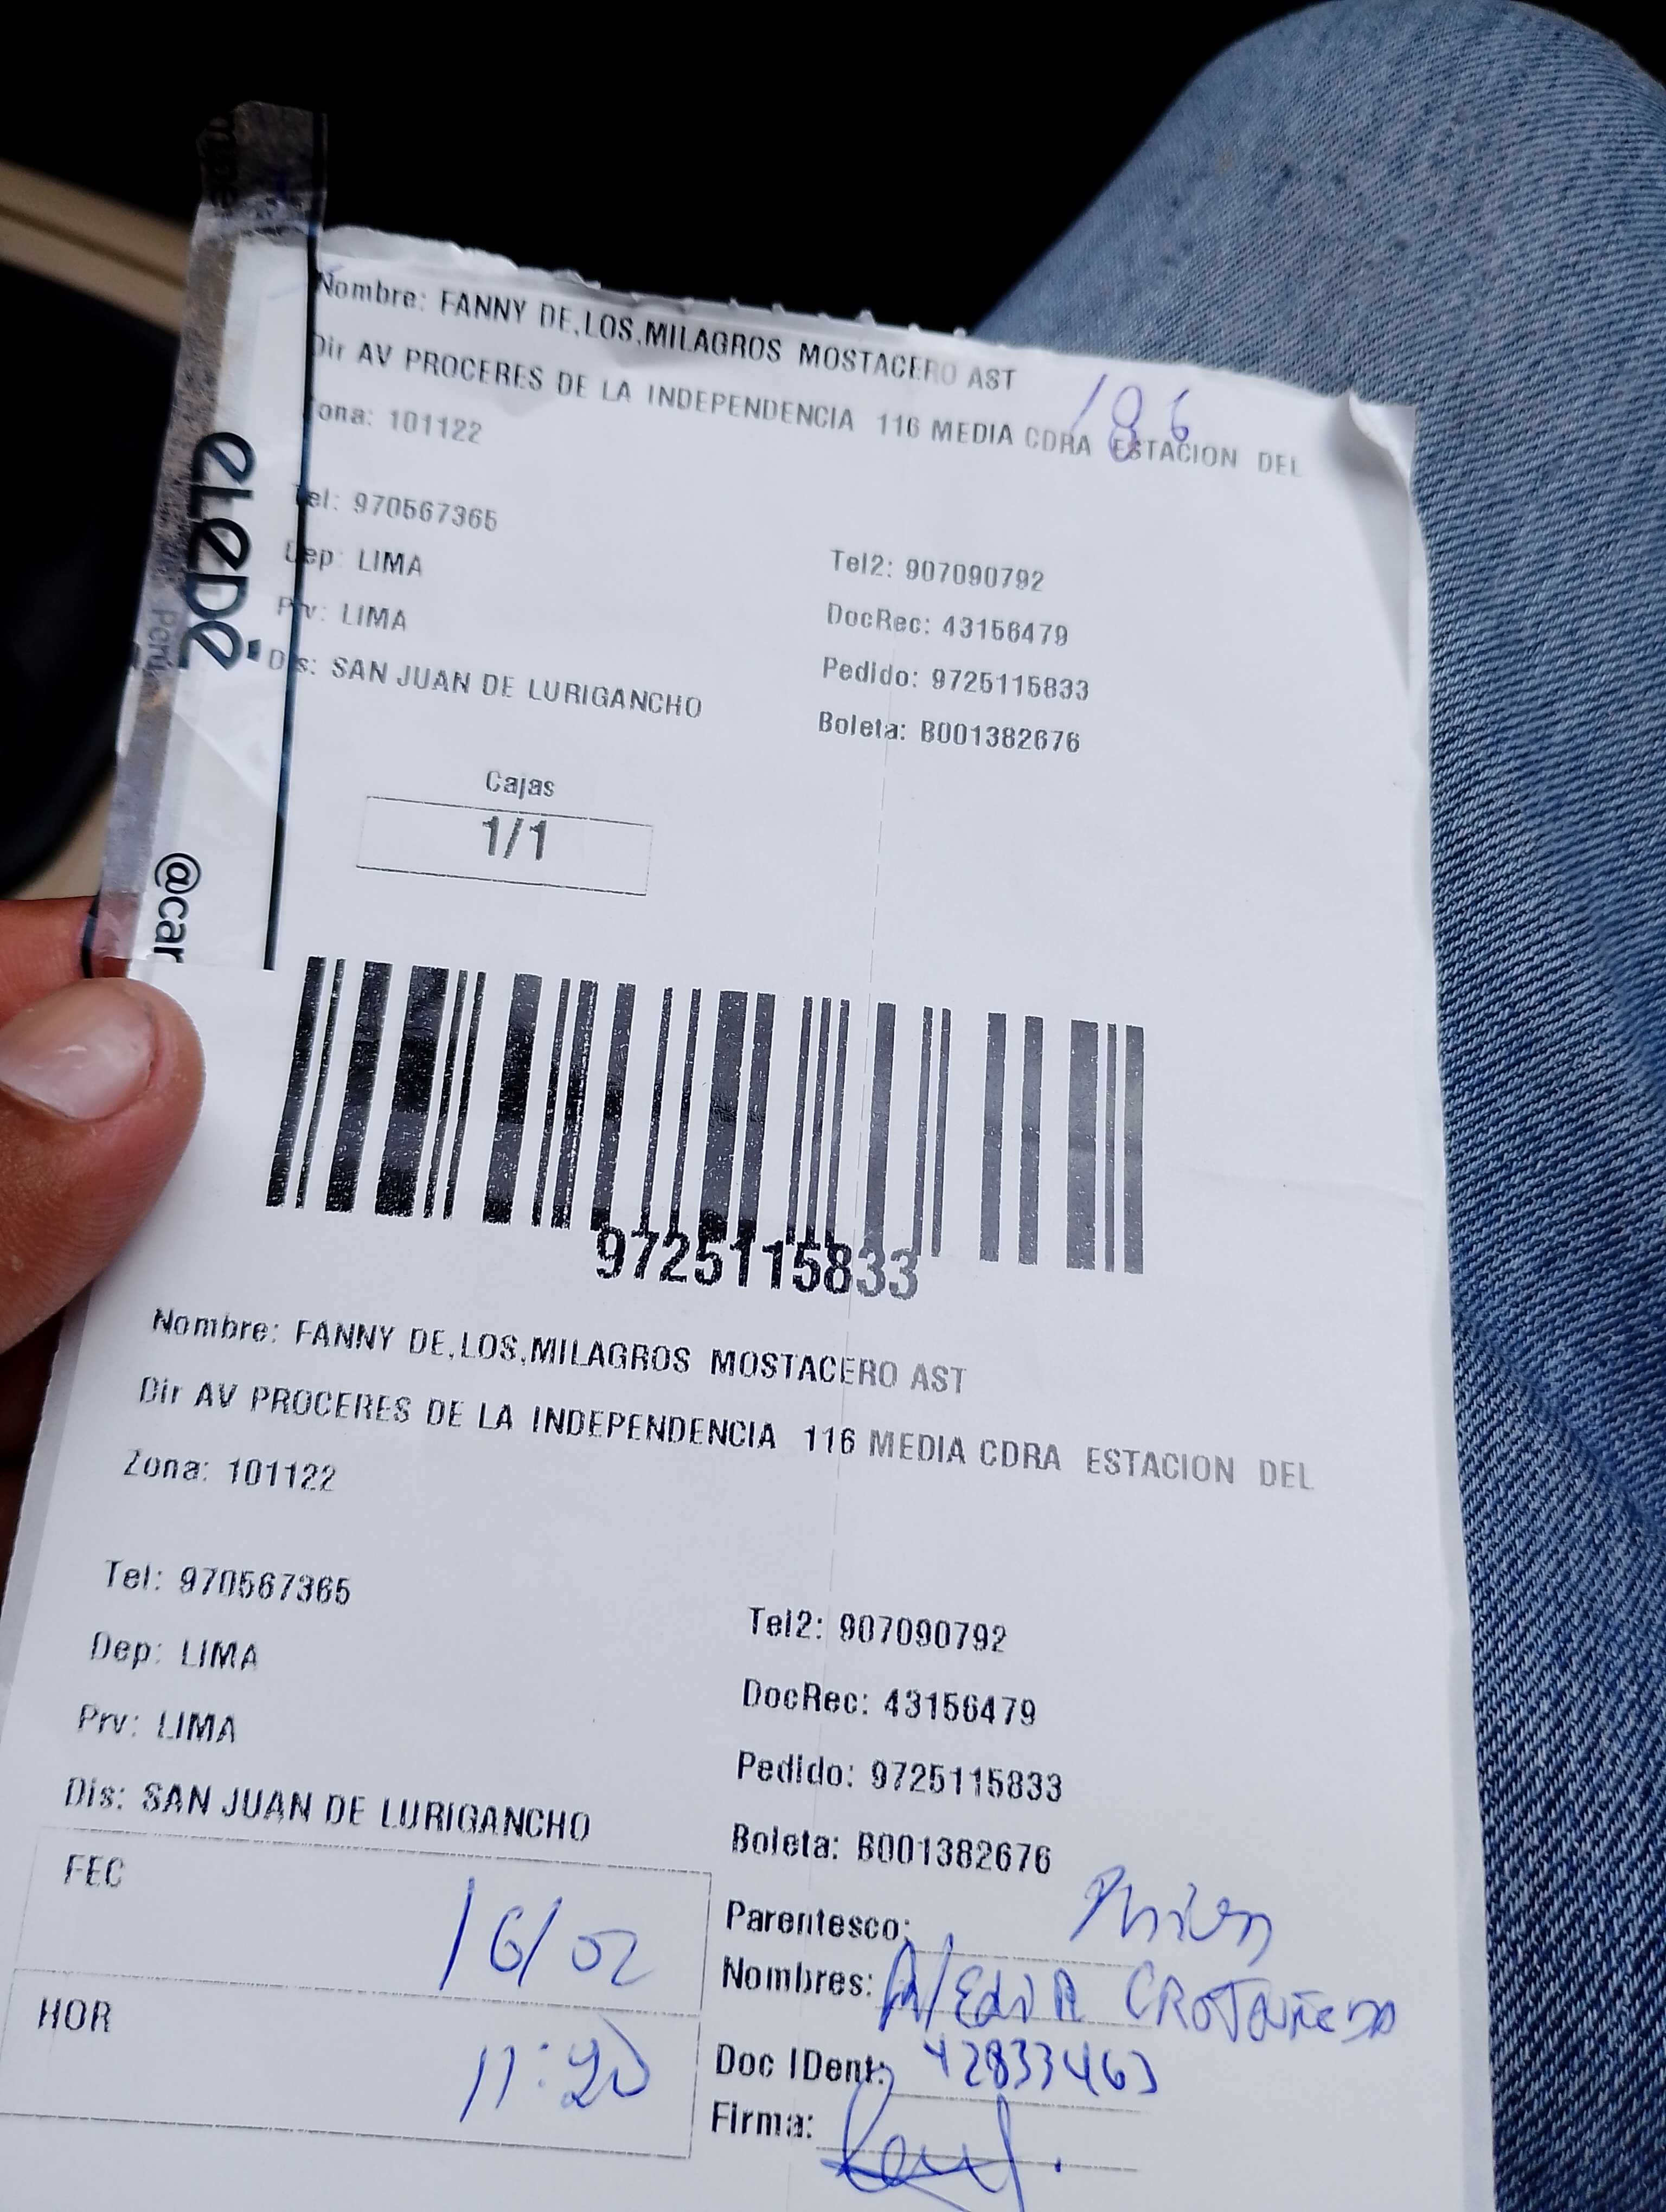 Nombre: FANNY DE,LOS,MILAGROS MOSTACERO AST
Dir AV PROCERES DE LA INDEPENDENCIA 116 MEDIA CDRA ESTACION DEL
186
Zona: 101122
Tel: 970567365
Tel2: 907090792
Dep: LIMA
DocRec: 43156479
Prv: LIMA
Pedido: 9725115833
Dis: SAN JUAN DE LURIGANCHO
Boleta: B001382676
Cajas
1/1
@car
9725115833
Nombre: FANNY DE,LOS,MILAGROS MOSTACERO AST
Dir AV PROCERES DE LA INDEPENDENCIA 116 MEDIA CDRA ESTACION DEL
Zona: 101122
Tel: 970567365
Tel2: 907090792
Dep: LIMA
DocRec: 43156479
Prv: LIMA
Pedido: 9725115833
Dis: SAN JUAN DE LURIGANCHO
Boleta: B001382676
FEC 16/02
Parentesco:
Nombres:
HOR 11:20
Doc IDent: 42833463
Firma: